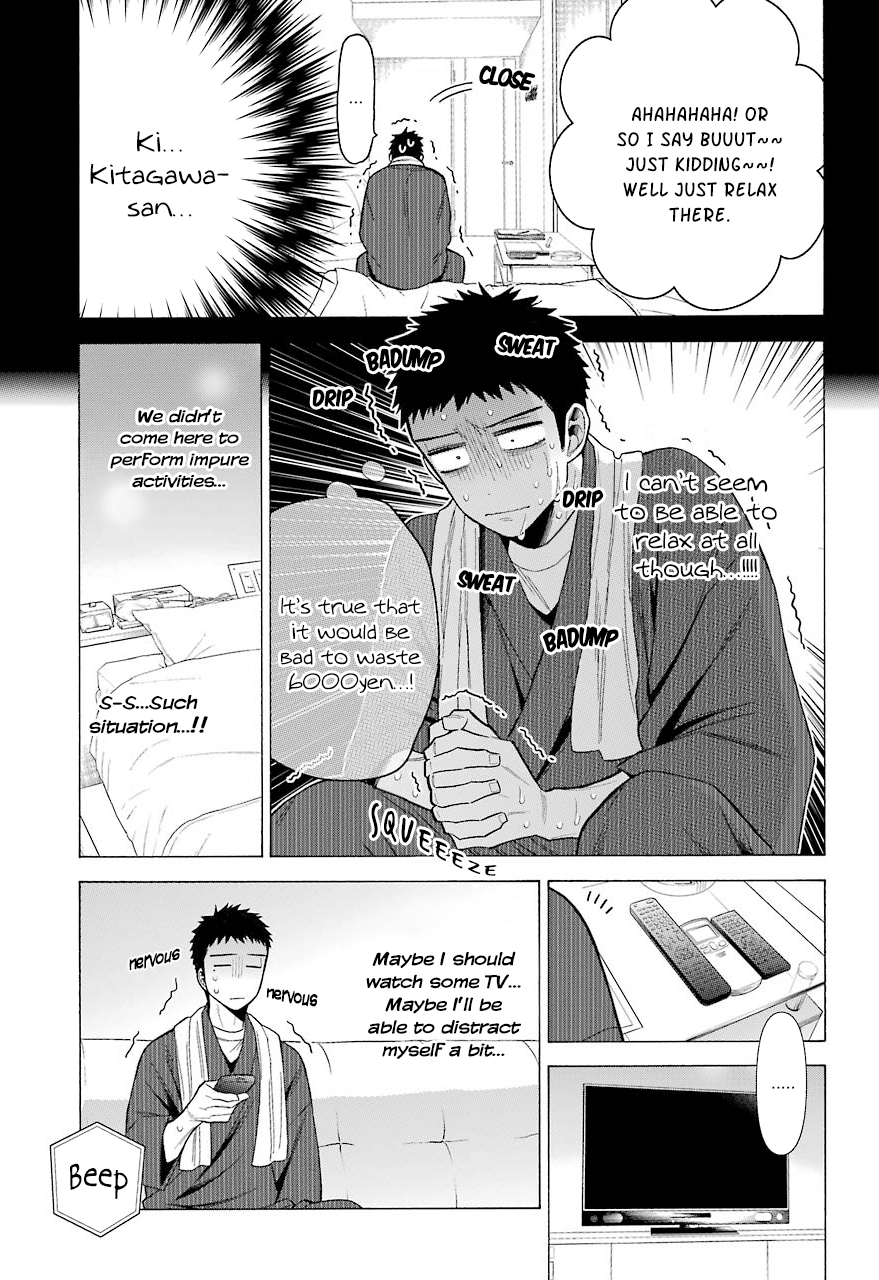 AHAHAHAHA! OR
SO I SAY BUUUT~~
JUST KIDDING~~!
WELL JUST RELAX
THERE.
CLOSE
...
Ki...
Kitagawa-
san...
BADUMP
SWEAT
DRIP
I can't seem
to be able to
relax at all
though...!!!!
DRIP
SWEAT
BADUMP
It's true that
it would be
bad to waste
6000yen...!
SQUEEEZE
We didn't
come here to
perform impure
activities...
S-S...Such
situation...!!
.....
Maybe I should
watch some TV...
Maybe I'll be
able to distract
myself a bit...
nervous
nervous
Beep